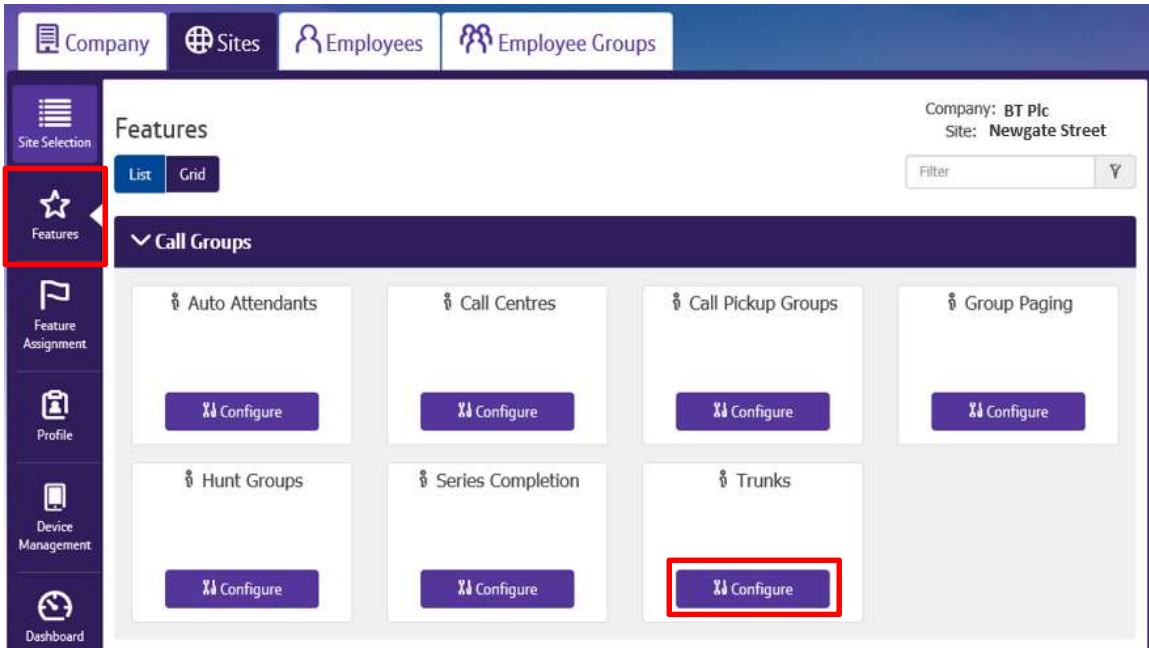 Company
Sites
Employees
Employee Groups
Site Selection
Features
Feature
Assignment
Profile
Device
Management
Dashboard
Features
Company: BT Plc
Site: Newgate Street
List
Grid
Filter
Call Groups
Auto Attendants
Call Centres
Call Pickup Groups
Group Paging
Configure
Configure
Configure
Configure
Hunt Groups
Series Completion
Trunks
Configure
Configure
Configure